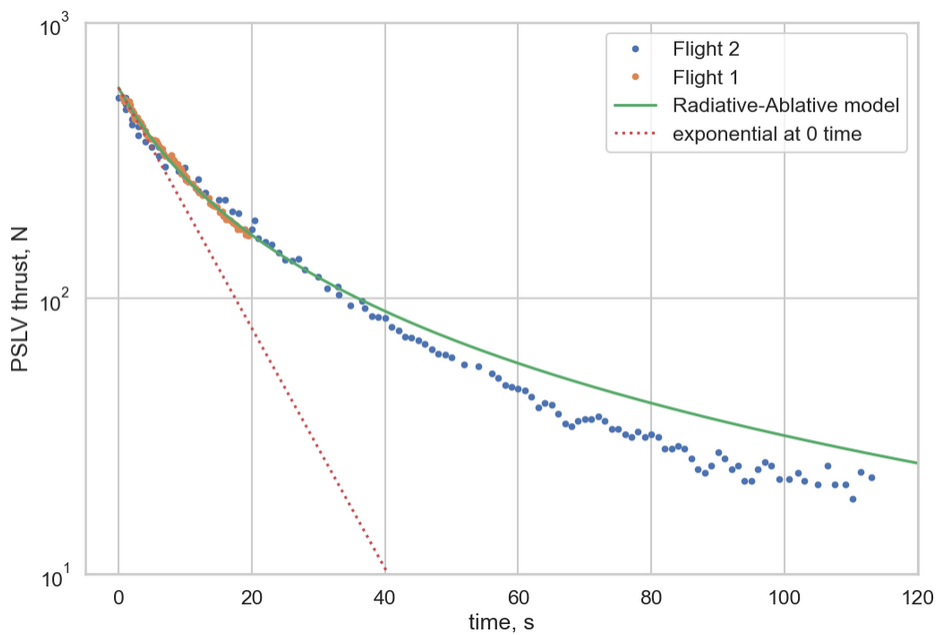 10³
Flight 2
Flight 1
Radiative-Ablative model
exponential at 0 time
PSLV thrust, N
10²
10¹
0 20 40 60 80 100 120
time, s